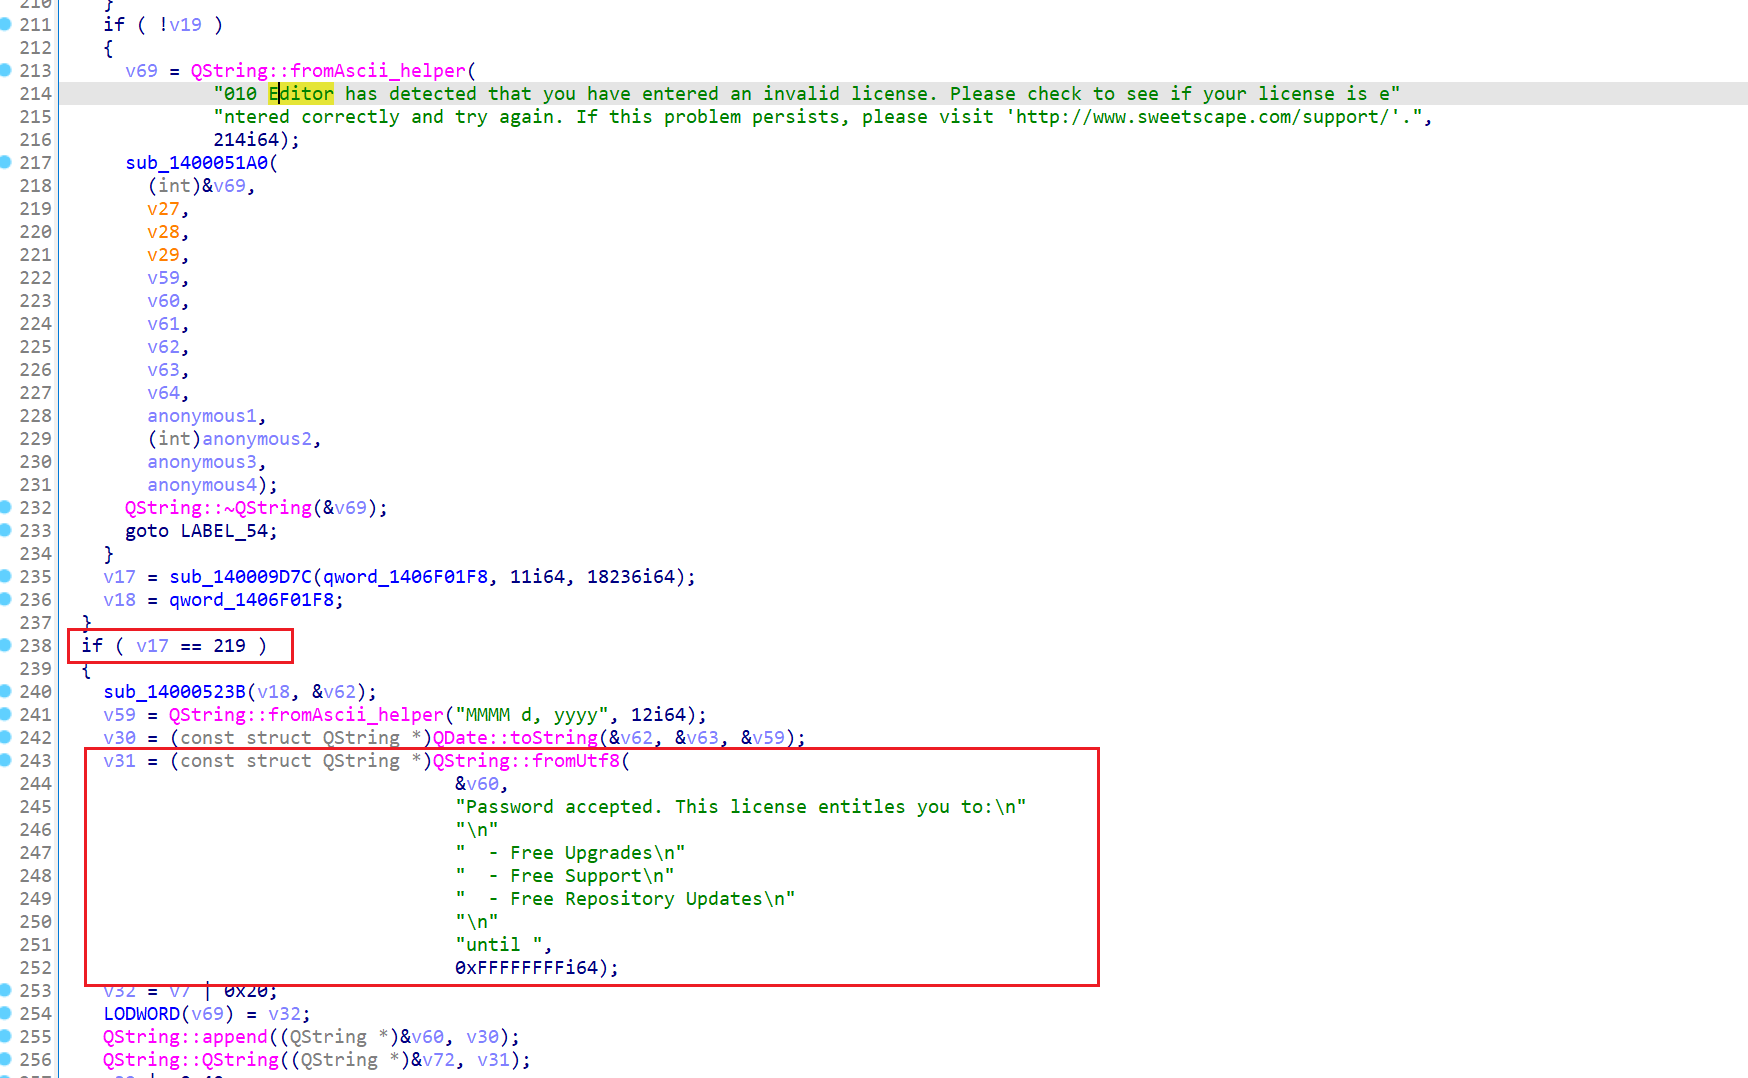 210 }
211 if ( !v19 )
212 {
213 v69 = QString::fromAscii_helper(
214 "010 Editor has detected that you have entered an invalid license. Please check to see if your license is e"
215 "ntered correctly and try again. If this problem persists, please visit 'http://www.sweetscape.com/support/'.",
216 214i64);
217 sub_1400051A0(
218 (int)&v69,
219 v27,
220 v28,
221 v29,
222 v59,
223 v60,
224 v61,
225 v62,
226 v63,
227 v64,
228 anonymous1,
229 (int)anonymous2,
230 anonymous3,
231 anonymous4);
232 QString::~QString(&v69);
233 goto LABEL_54;
234 }
235 v17 = sub_140009D7C(qword_1406F01F8, 11i64, 18236i64);
236 v18 = qword_1406F01F8;
237 }
238 if ( v17 == 219 )
239 {
240 sub_14000523B(v18, &v62);
241 v59 = QString::fromAscii_helper("MMMM d, yyyy", 12i64);
242 v30 = (const struct QString *)QDate::toString(&v62, &v63, &v59);
243 v31 = (const struct QString *)QString::fromUtf8(
244 &v60,
245 "Password accepted. This license entitles you to:\n"
246 "\n"
247 "  - Free Upgrades\n"
248 "  - Free Support\n"
249 "  - Free Repository Updates\n"
250 "\n"
251 "until ",
252 0xFFFFFFFFi64);
253 v32 = v7 | 0x20;
254 LODWORD(v69) = v32;
255 QString::append((QString *)&v60, v30);
256 QString::QString((QString *)&v72, v31);